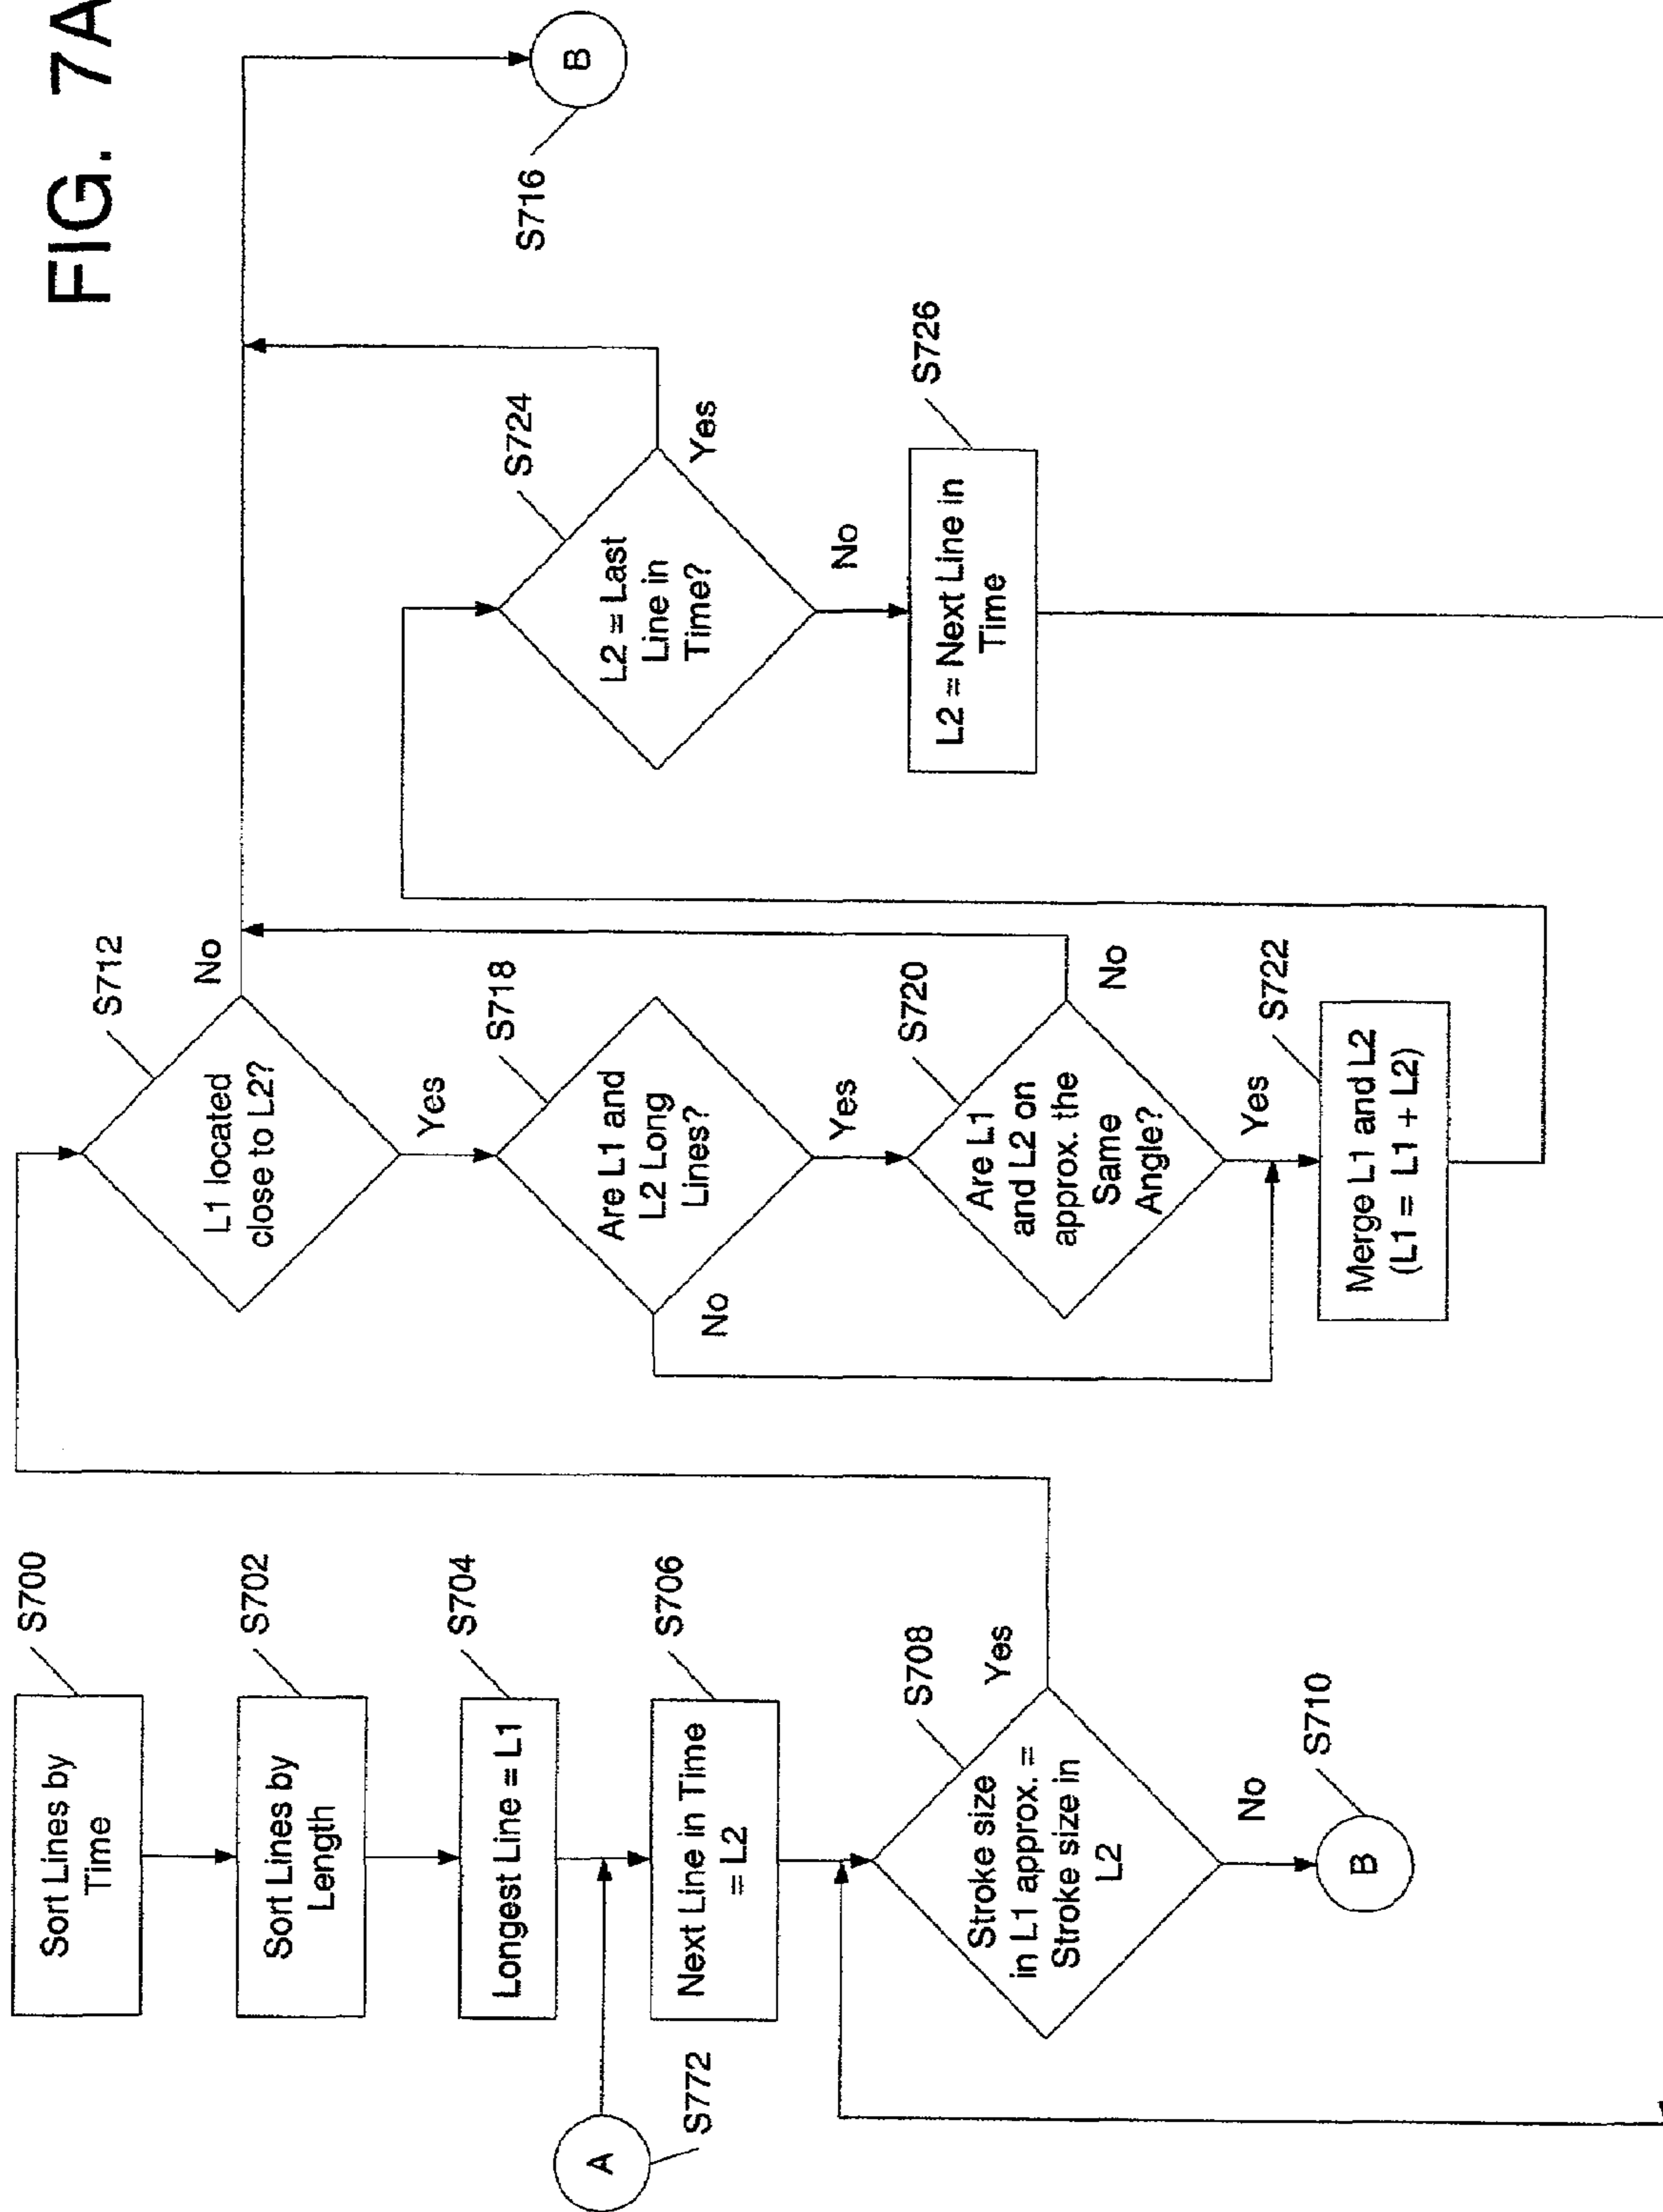 FIG. 7A
S700
Sort Lines by
Time
S702
Sort Lines by
Length
S704
Longest Line = L1
A
S772
S706
Next Line in Time
= L2
S708
Stroke size
in L1 approx. =
Stroke size in
L2
Yes
No
S710
B
S712
L1 located
close to L2?
No
Yes
S718
Are L1 and
L2 Long
Lines?
No
Yes
S720
Are L1
and L2 on
approx. the
Same
Angle?
No
Yes
S722
Merge L1 and L2
(L1 = L1 + L2)
S724
L2 = Last
Line in
Time?
Yes
No
S726
L2 = Next Line in
Time
S716
B